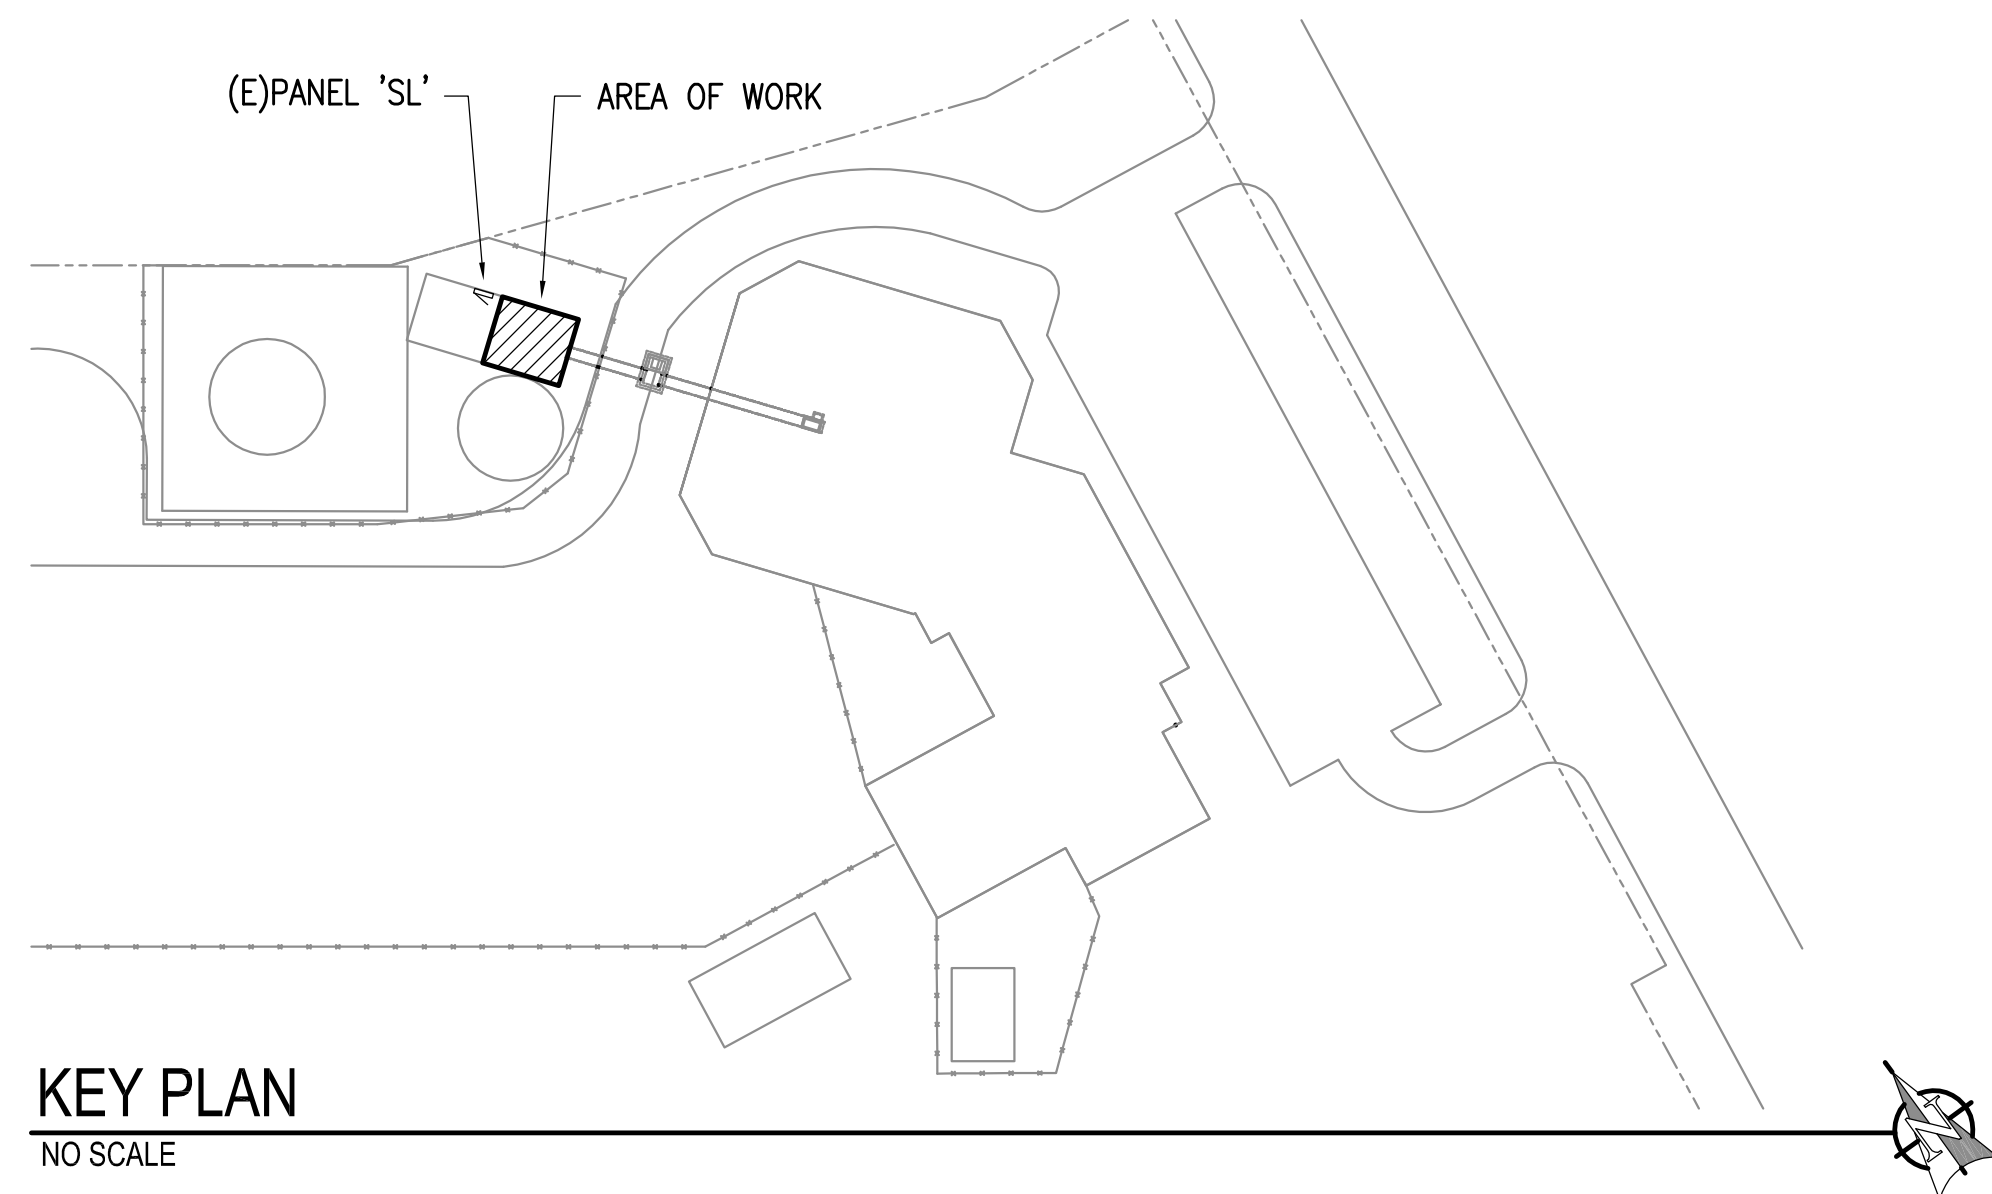 (E)PANEL 'SL'
AREA OF WORK
KEY PLAN
NO SCALE
N